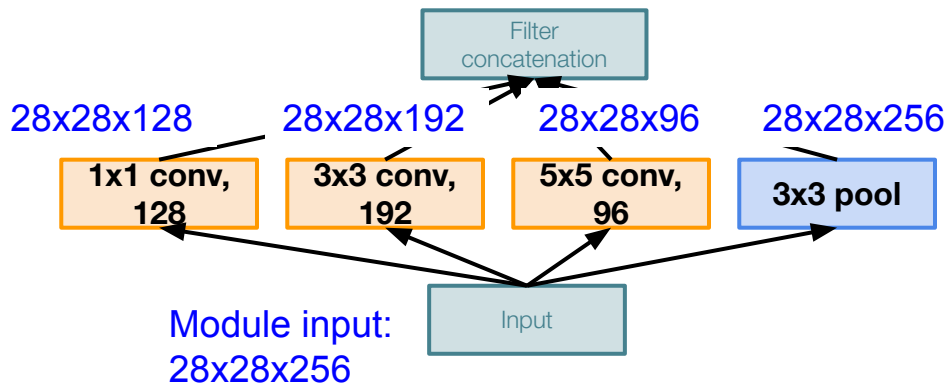 Filter
concatenation
28x28x128
28x28x192
28x28x96
28x28x256
1x1 conv,
128
3x3 conv,
192
5x5 conv,
96
3x3 pool
Input
Module input:
28x28x256